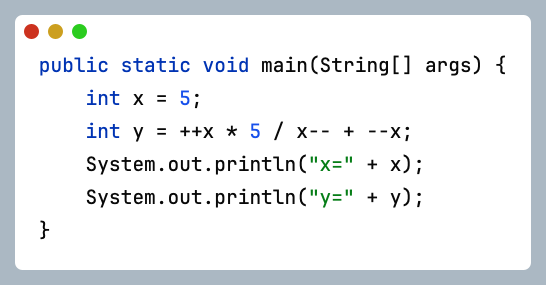 public static void main(String[] args) {
    int x = 5;
    int y = ++x * 5 / x-- + --x;
    System.out.println("x=" + x);
    System.out.println("y=" + y);
}